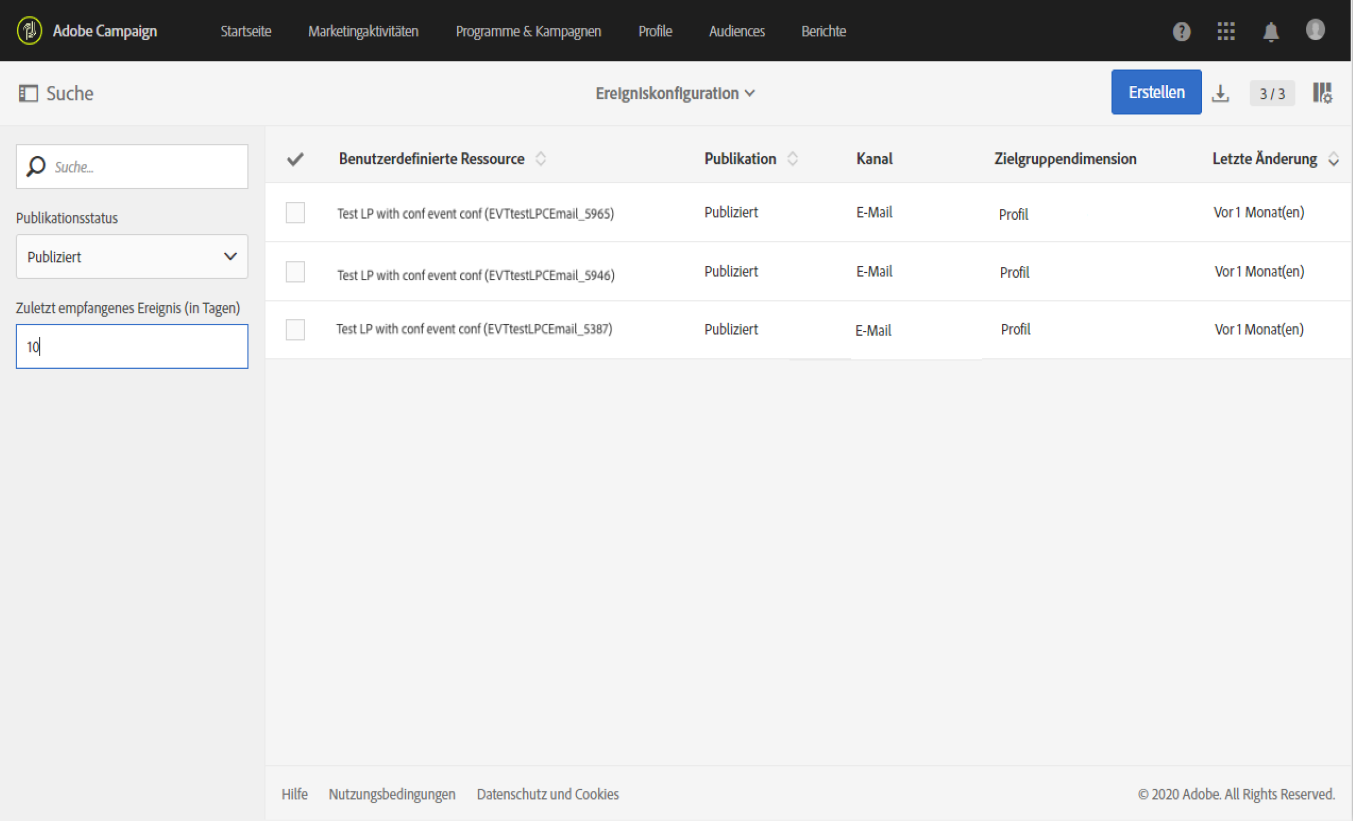 Adobe Campaign Startseite Marketingaktivitäten Programme & Kampagnen Profile Audiences Berichte
Suche Ereigniskonfiguration Erstellen 3 / 3
Suche...
Publikationsstatus
Publiziert
Zuletzt empfangenes Ereignis (in Tagen)
10
Benutzerdefinierte Ressource Publikation Kanal Zielgruppendimension Letzte Änderung
Test LP with conf event conf (EVTtestLPCEmail_5965) Publiziert E-Mail Profil Vor 1 Monat(en)
Test LP with conf event conf (EVTtestLPCEmail_5946) Publiziert E-Mail Profil Vor 1 Monat(en)
Test LP with conf event conf (EVTtestLPCEmail_5387) Publiziert E-Mail Profil Vor 1 Monat(en)
Hilfe Nutzungsbedingungen Datenschutz und Cookies © 2020 Adobe. All Rights Reserved.